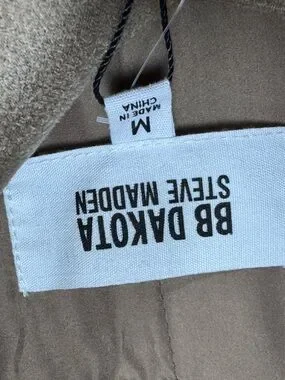 BB DAKOTA
STEVE MADDEN
M
MADE IN
CHINA